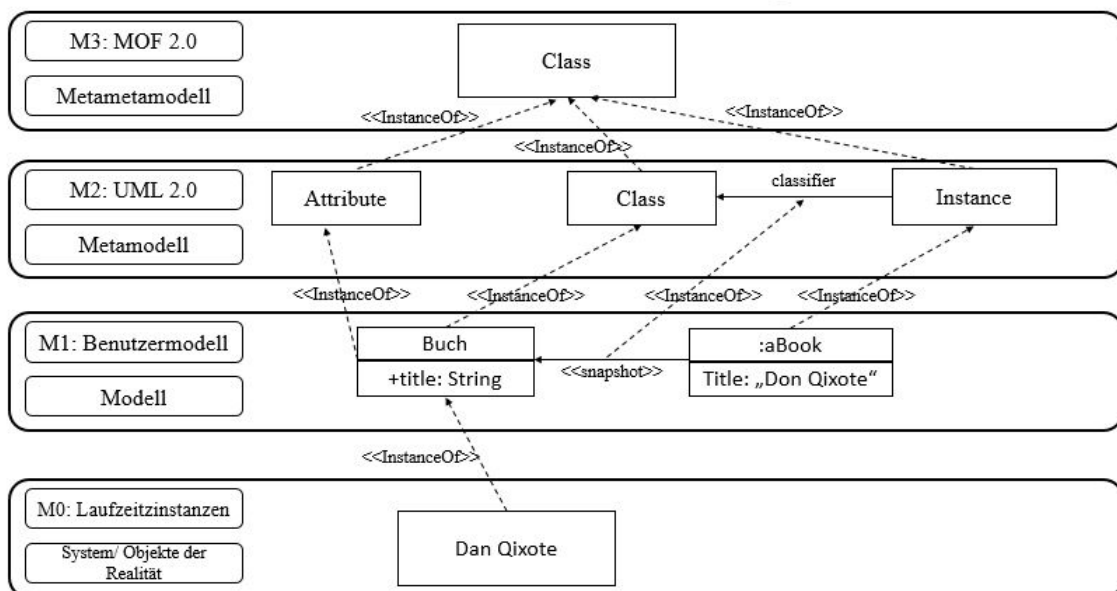 M3: MOF 2.0
Metametamodell
Class
<<InstanceOf>>
<<InstanceOf>>
<<InstanceOf>>
M2: UML 2.0
Metamodell
Attribute
Class
classifier
Instance
<<InstanceOf>>
<<InstanceOf>>
<<InstanceOf>>
<<InstanceOf>>
M1: Benutzermodell
Modell
Buch
+title: String
<<snapshot>>
:aBook
Title: „Don Qixote“
<<InstanceOf>>
M0: Laufzeitzinstanzen
System/ Objekte der
Realität
Dan Qixote